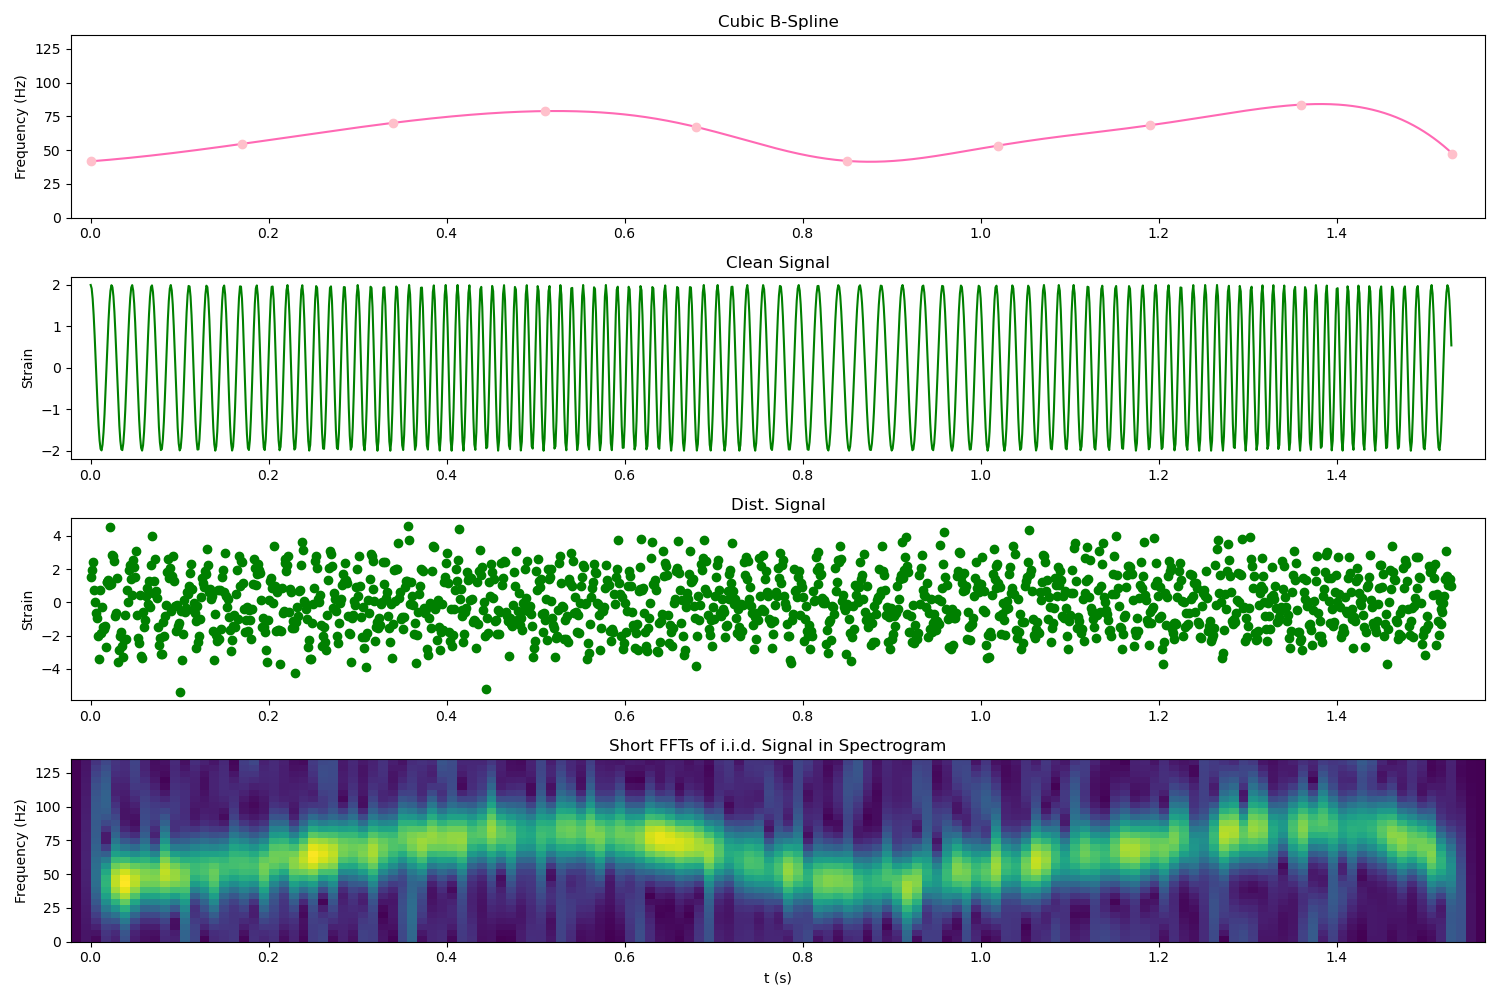 Cubic B-Spline
Frequency (Hz)
125
100
75
50
25
0
0.0 0.2 0.4 0.6 0.8 1.0 1.2 1.4
Clean Signal
Strain
2
1
0
−1
−2
0.0 0.2 0.4 0.6 0.8 1.0 1.2 1.4
Dist. Signal
Strain
4
2
0
−2
−4
0.0 0.2 0.4 0.6 0.8 1.0 1.2 1.4
Short FFTs of i.i.d. Signal in Spectrogram
Frequency (Hz)
125
100
75
50
25
0
0.0 0.2 0.4 0.6 0.8 1.0 1.2 1.4
t (s)